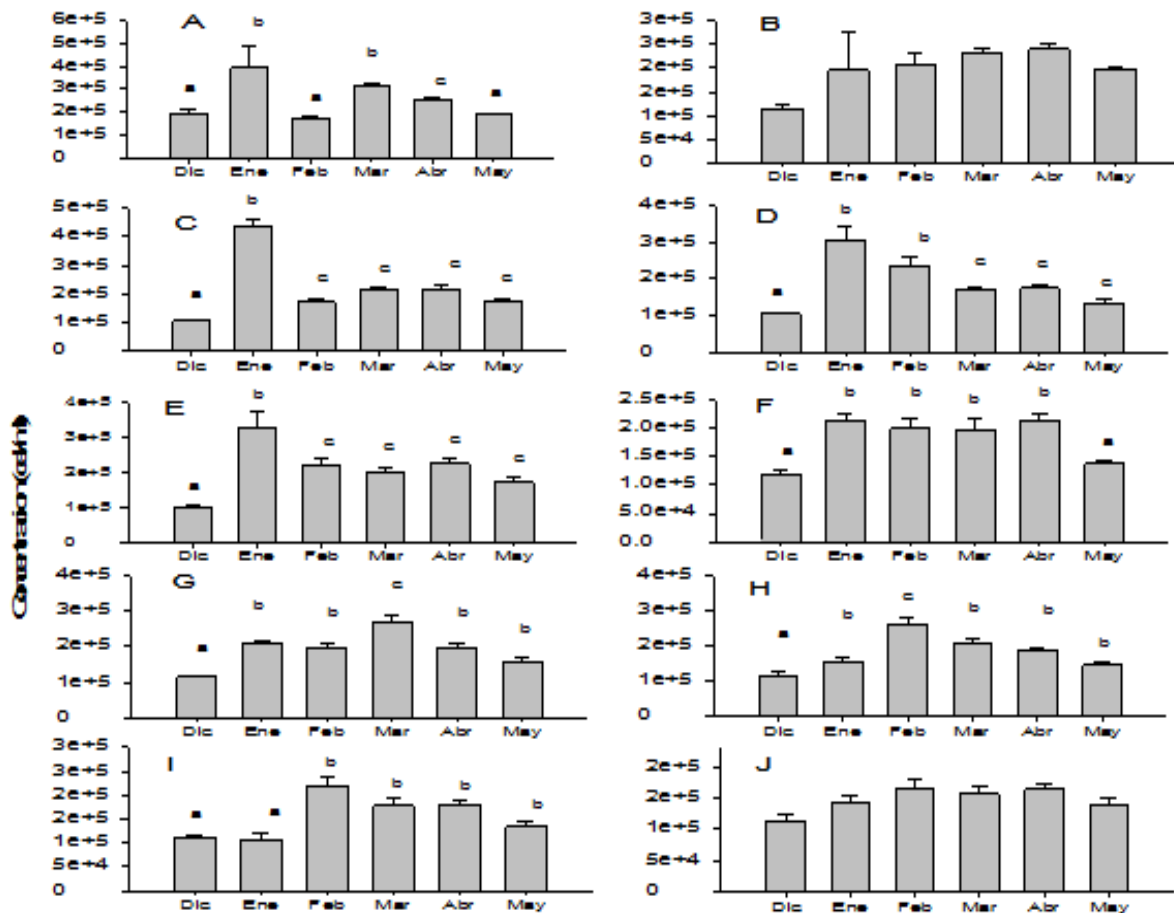 A
6e+5
5e+5
4e+5
3e+5
2e+5
1e+5
0
b
b
c
a
a
a
Dic Ene Feb Mar Abr May
B
3e+5
3e+5
2e+5
2e+5
1e+5
5e+4
0
Dic Ene Feb Mar Abr May
C
5e+5
4e+5
3e+5
2e+5
1e+5
0
a b c c c c
Dic Ene Feb Mar Abr May
D
4e+5
3e+5
2e+5
1e+5
0
a b b c c c
Dic Ene Feb Mar Abr May
E
4e+5
3e+5
2e+5
1e+5
0
a b c c c c
Dic Ene Feb Mar Abr May
F
2.5e+5
2.0e+5
1.5e+5
1.0e+5
5.0e+4
0.0
a b b b b a
Dic Ene Feb Mar Abr May
G
4e+5
3e+5
2e+5
1e+5
0
a b b c b b
Dic Ene Feb Mar Abr May
H
4e+5
3e+5
2e+5
1e+5
0
a b c b b b
Dic Ene Feb Mar Abr May
I
3e+5
3e+5
2e+5
2e+5
1e+5
5e+4
0
a a b b b b
Dic Ene Feb Mar Abr May
J
2e+5
2e+5
1e+5
5e+4
0
Dic Ene Feb Mar Abr May